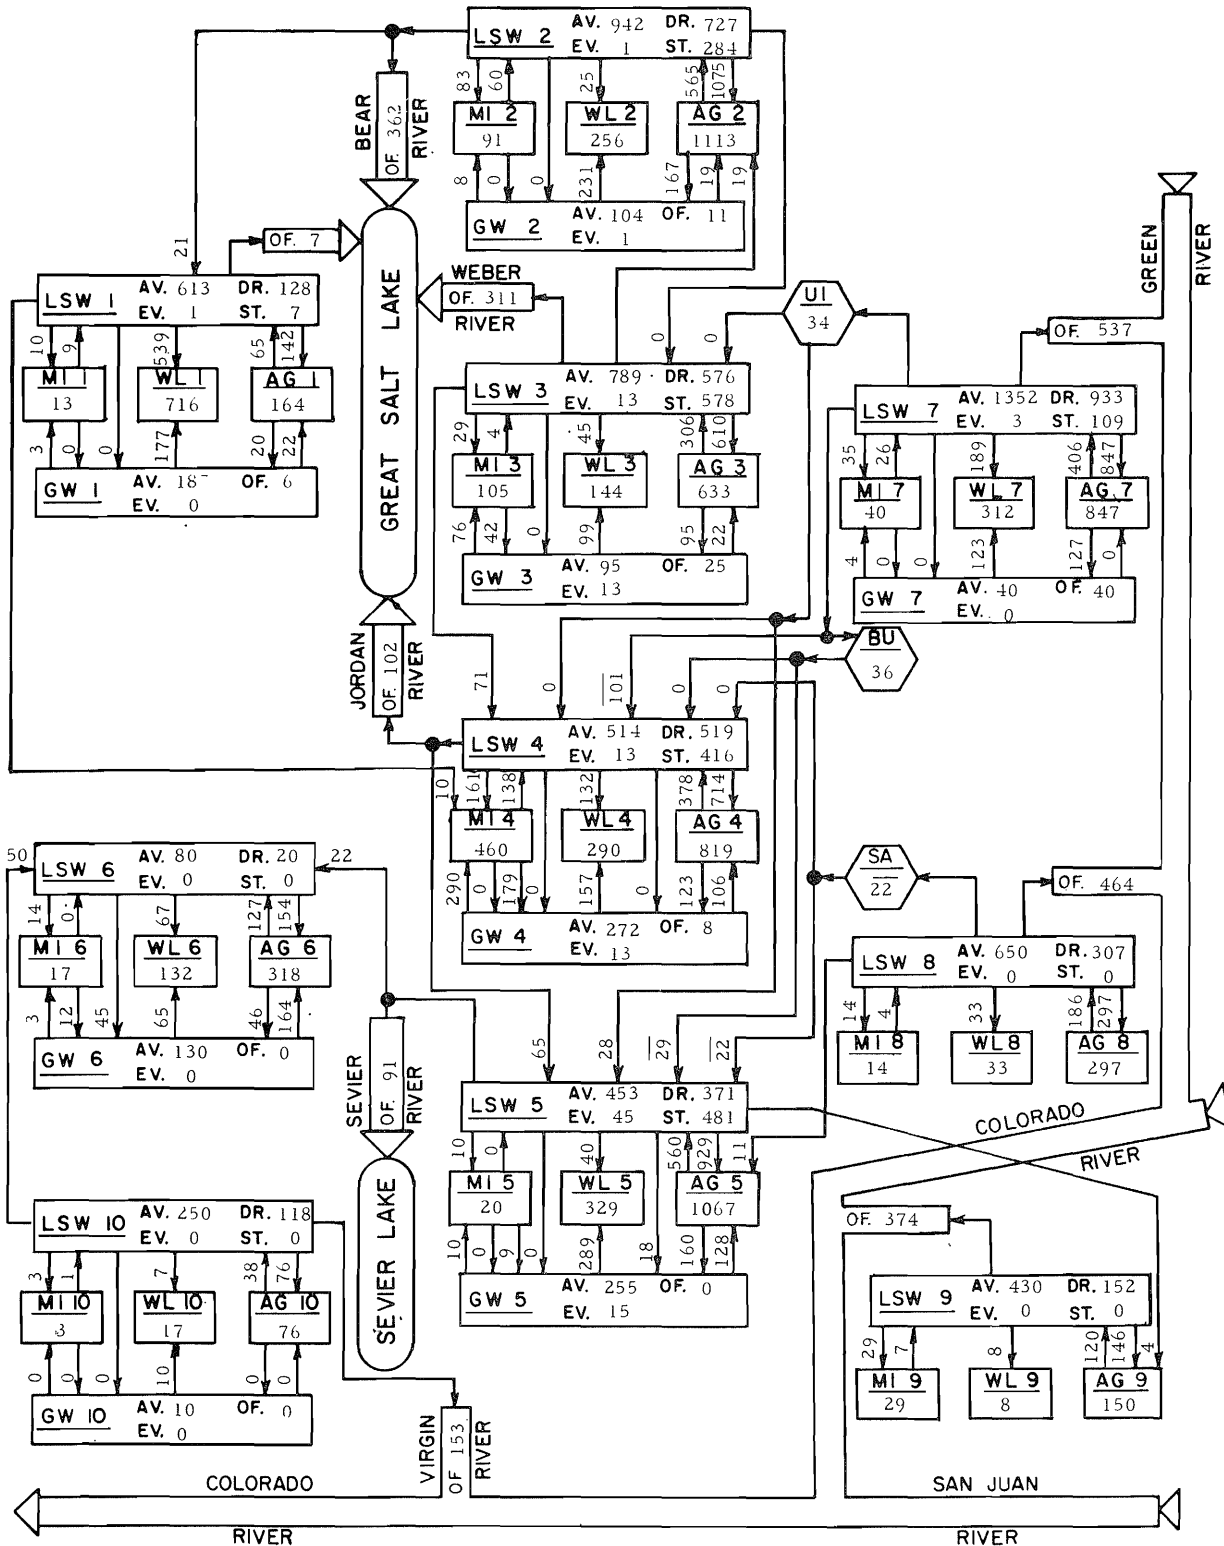 LSW 2 AV. 942 DR. 727
EV. 1 ST. 284
83 60 25 565 1075
MI 2 91
WL 2 256
AG 2 1113
8 0 0 231 167 19 19
GW 2 AV. 104 OF. 11
EV. 1
BEAR RIVER
OF. 362
21
OF. 7
LSW 1 AV. 613 DR. 128
EV. 1 ST. 7
10 9 539 65 142
MI 1 13
WL 1 716
AG 1 164
3 0 0 177 20 22
GW 1 AV. 18 OF. 6
EV. 0
GREAT SALT LAKE
WEBER RIVER
OF. 311
0 0
UI 34
LSW 3 AV. 789 DR. 576
EV. 13 ST. 578
29 4 45 306 610
MI 3 105
WL 3 144
AG 3 633
76 42 0 99 95 22
GW 3 AV. 95 OF. 25
EV. 13
GREEN RIVER
OF. 537
LSW 7 AV. 1352 DR. 933
EV. 3 ST. 109
35 26 189 406 847
MI 7 40
WL 7 312
AG 7 847
4 0 0 123 127 0
GW 7 AV. 40 OF. 40
EV. 0
BU 36
JORDAN RIVER
OF. 102
71 0 101 0 0
LSW 4 AV. 514 DR. 519
EV. 13 ST. 416
10 161 138 132 378 714
MI 4 460
WL 4 290
AG 4 819
290 0 179 0 157 0 123 106
GW 4 AV. 272 OF. 8
EV. 13
SA 22
OF. 464
LSW 8 AV. 650 DR. 307
EV. 0 ST. 0
14 4 33 186 297
MI 8 14
WL 8 33
AG 8 297
50 22
LSW 6 AV. 80 DR. 20
EV. 0 ST. 0
14 0 67 127 154
MI 6 17
WL 6 132
AG 6 318
3 12 45 65 46 164
GW 6 AV. 130 OF. 0
EV. 0
SEVIER RIVER
OF. 91
SEVIER LAKE
65 28 29 22
LSW 5 AV. 453 DR. 371
EV. 45 ST. 481
10 0 40 560 929 11
MI 5 20
WL 5 329
AG 5 1067
10 0 9 0 289 18 160 128
GW 5 AV. 255 OF. 0
EV. 15
COLORADO RIVER
OF. 374
LSW 9 AV. 430 DR. 152
EV. 0 ST. 0
29 7 8 120 146 4
MI 9 29
WL 9 8
AG 9 150
LSW 10 AV. 250 DR. 118
EV. 0 ST. 0
3 1 7 38 76
MI 10 3
WL 10 17
AG 10 76
0 0 0 10 0 0
GW 10 AV. 10 OF. 0
EV. 0
VIRGIN RIVER
OF 153
COLORADO RIVER
SAN JUAN RIVER